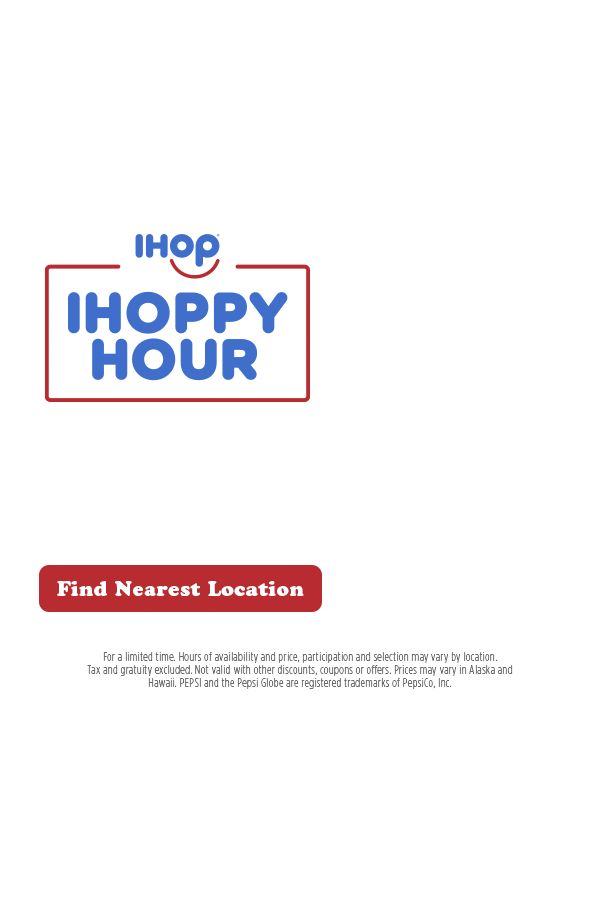 IHOP
IHOPPY
HOUR
Find Nearest Location
For a limited time. Hours of availability and price, participation and selection may vary by location.
Tax and gratuity excluded. Not valid with other discounts, coupons or offers. Prices may vary in Alaska and
Hawaii. PEPSI and the Pepsi Globe are registered trademarks of PepsiCo, Inc.